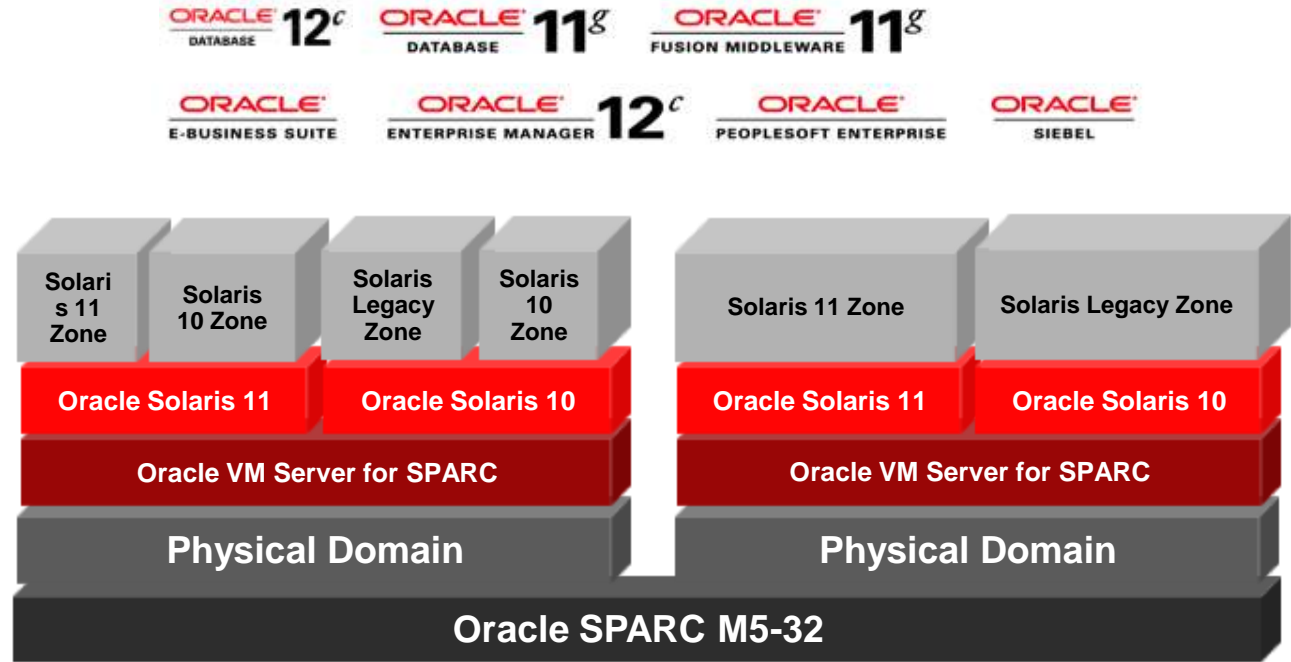 ORACLE DATABASE 12c ORACLE DATABASE 11g ORACLE FUSION MIDDLEWARE 11g
ORACLE E-BUSINESS SUITE ORACLE ENTERPRISE MANAGER 12c ORACLE PEOPLESOFT ENTERPRISE ORACLE SIEBEL
Solari
s 11
Zone
Solaris
10 Zone
Solaris
Legacy
Zone
Solaris
10
Zone
Solaris 11 Zone
Solaris Legacy Zone
Oracle Solaris 11
Oracle Solaris 10
Oracle Solaris 11
Oracle Solaris 10
Oracle VM Server for SPARC
Oracle VM Server for SPARC
Physical Domain
Physical Domain
Oracle SPARC M5-32